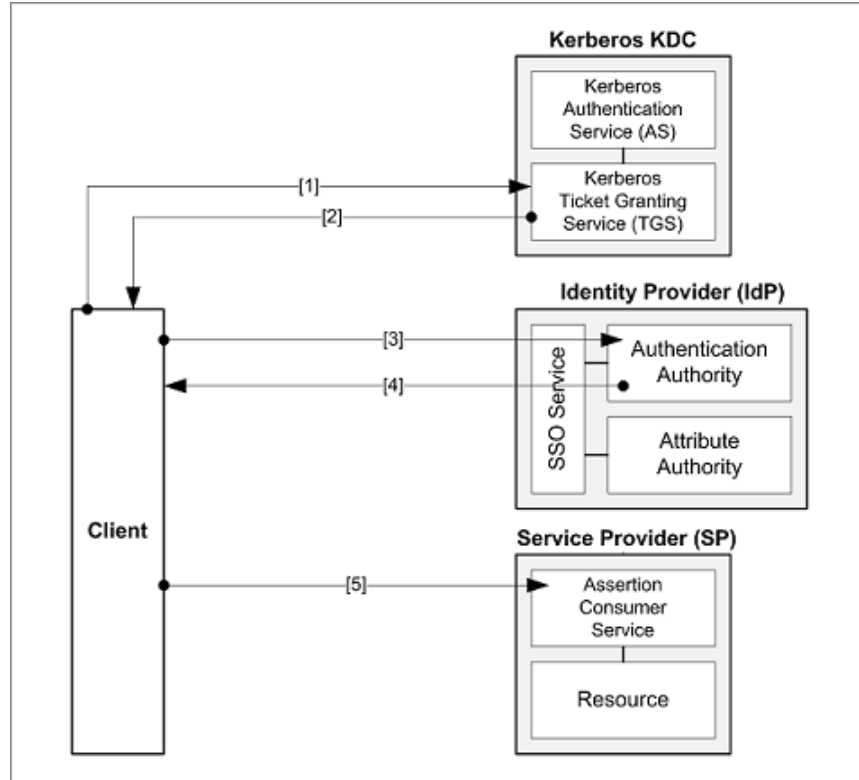 Kerberos KDC
Kerberos
Authentication
Service (AS)
Kerberos
Ticket Granting
Service (TGS)
[1]
[2]
Identity Provider (IdP)
[3]
[4]
SSO Service
Authentication
Authority
Attribute
Authority
Client
Service Provider (SP)
[5]
Assertion
Consumer
Service
Resource